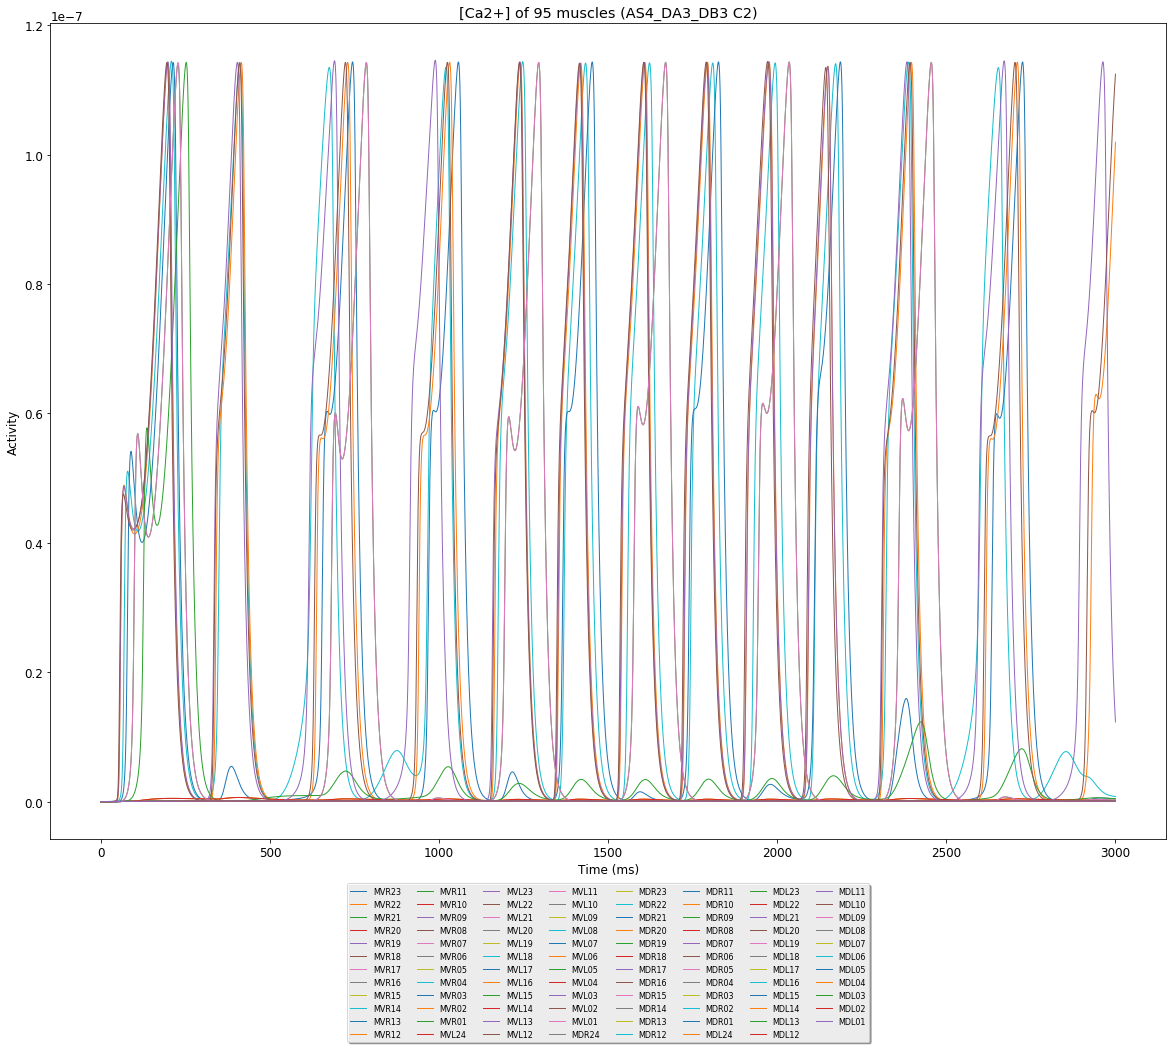 [Ca2+] of 95 muscles (AS4_DA3_DB3 C2)
1e−7
1.2
1.0
0.8
0.6
0.4
0.2
0.0
Activity
0 500 1000 1500 2000 2500 3000
Time (ms)
MVR23 MVR11 MVL23 MVL11 MDR23 MDR11 MDL23 MDL11
MVR22 MVR10 MVL22 MVL10 MDR22 MDR10 MDL22 MDL10
MVR21 MVR09 MVL21 MVL09 MDR21 MDR09 MDL21 MDL09
MVR20 MVR08 MVL20 MVL08 MDR20 MDR08 MDL20 MDL08
MVR19 MVR07 MVL19 MVL07 MDR19 MDR07 MDL19 MDL07
MVR18 MVR06 MVL18 MVL06 MDR18 MDR06 MDL18 MDL06
MVR17 MVR05 MVL17 MVL05 MDR17 MDR05 MDL17 MDL05
MVR16 MVR04 MVL16 MVL04 MDR16 MDR04 MDL16 MDL04
MVR15 MVR03 MVL15 MVL03 MDR15 MDR03 MDL15 MDL03
MVR14 MVR02 MVL14 MVL02 MDR14 MDR02 MDL14 MDL02
MVR13 MVR01 MVL13 MVL01 MDR13 MDR01 MDL13 MDL01
MVR12 MVL24 MVL12 MDR24 MDR12 MDL24 MDL12